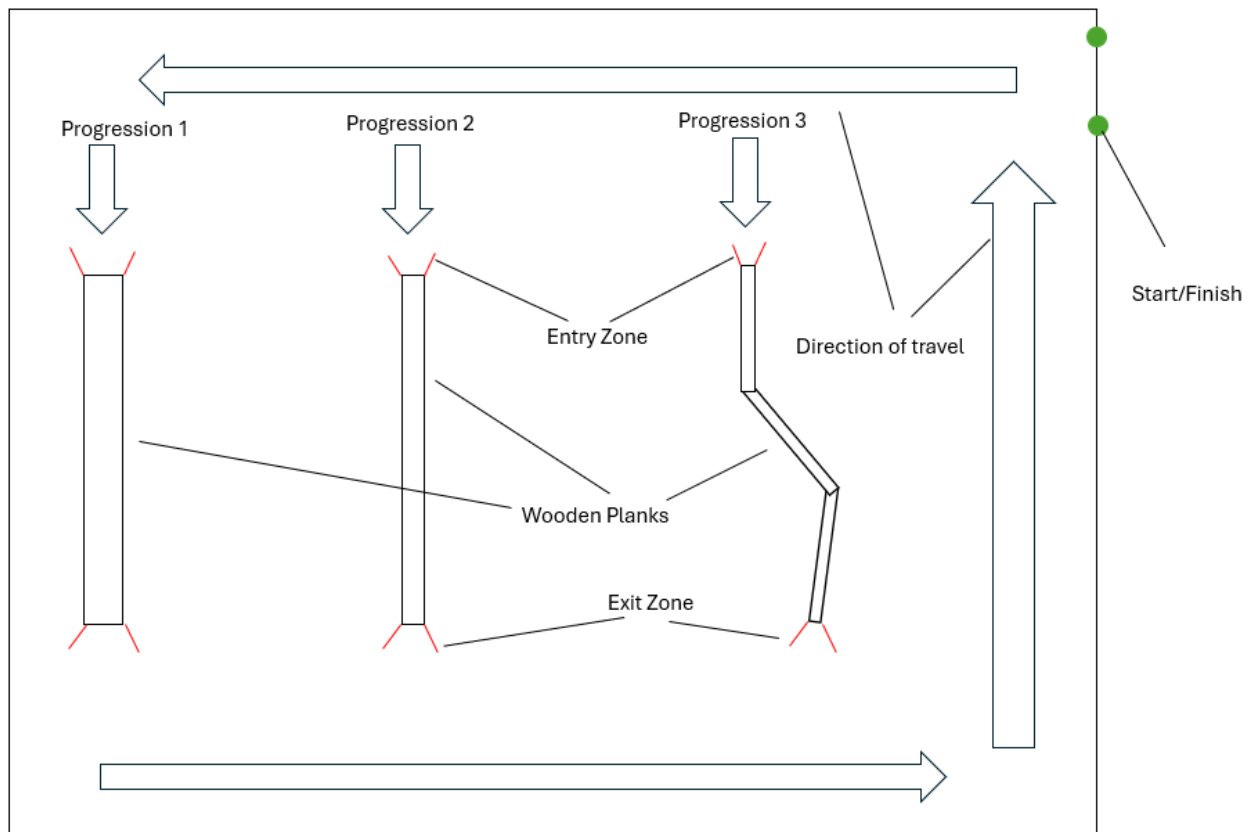 Progression 1
Progression 2
Progression 3
Entry Zone
Direction of travel
Start/Finish
Wooden Planks
Exit Zone